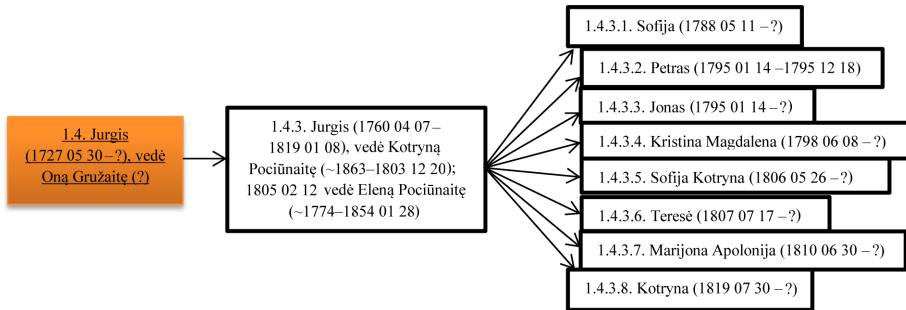 1.4. Jurgis
(1727 05 30 –?), vedė
Oną Gružaitę (?)
1.4.3. Jurgis (1760 04 07–
1819 01 08), vedė Kotryną
Pociūnaitę (~1863–1803 12 20);
1805 02 12 vedė Eleną Pociūnaitę
(~1774–1854 01 28)
1.4.3.1. Sofija (1788 05 11 –?)
1.4.3.2. Petras (1795 01 14 –1795 12 18)
1.4.3.3. Jonas (1795 01 14 –?)
1.4.3.4. Kristina Magdalena (1798 06 08 –?)
1.4.3.5. Sofija Kotryna (1806 05 26 –?)
1.4.3.6. Teresė (1807 07 17 –?)
1.4.3.7. Marijona Apolonija (1810 06 30 –?)
1.4.3.8. Kotryna (1819 07 30 –?)